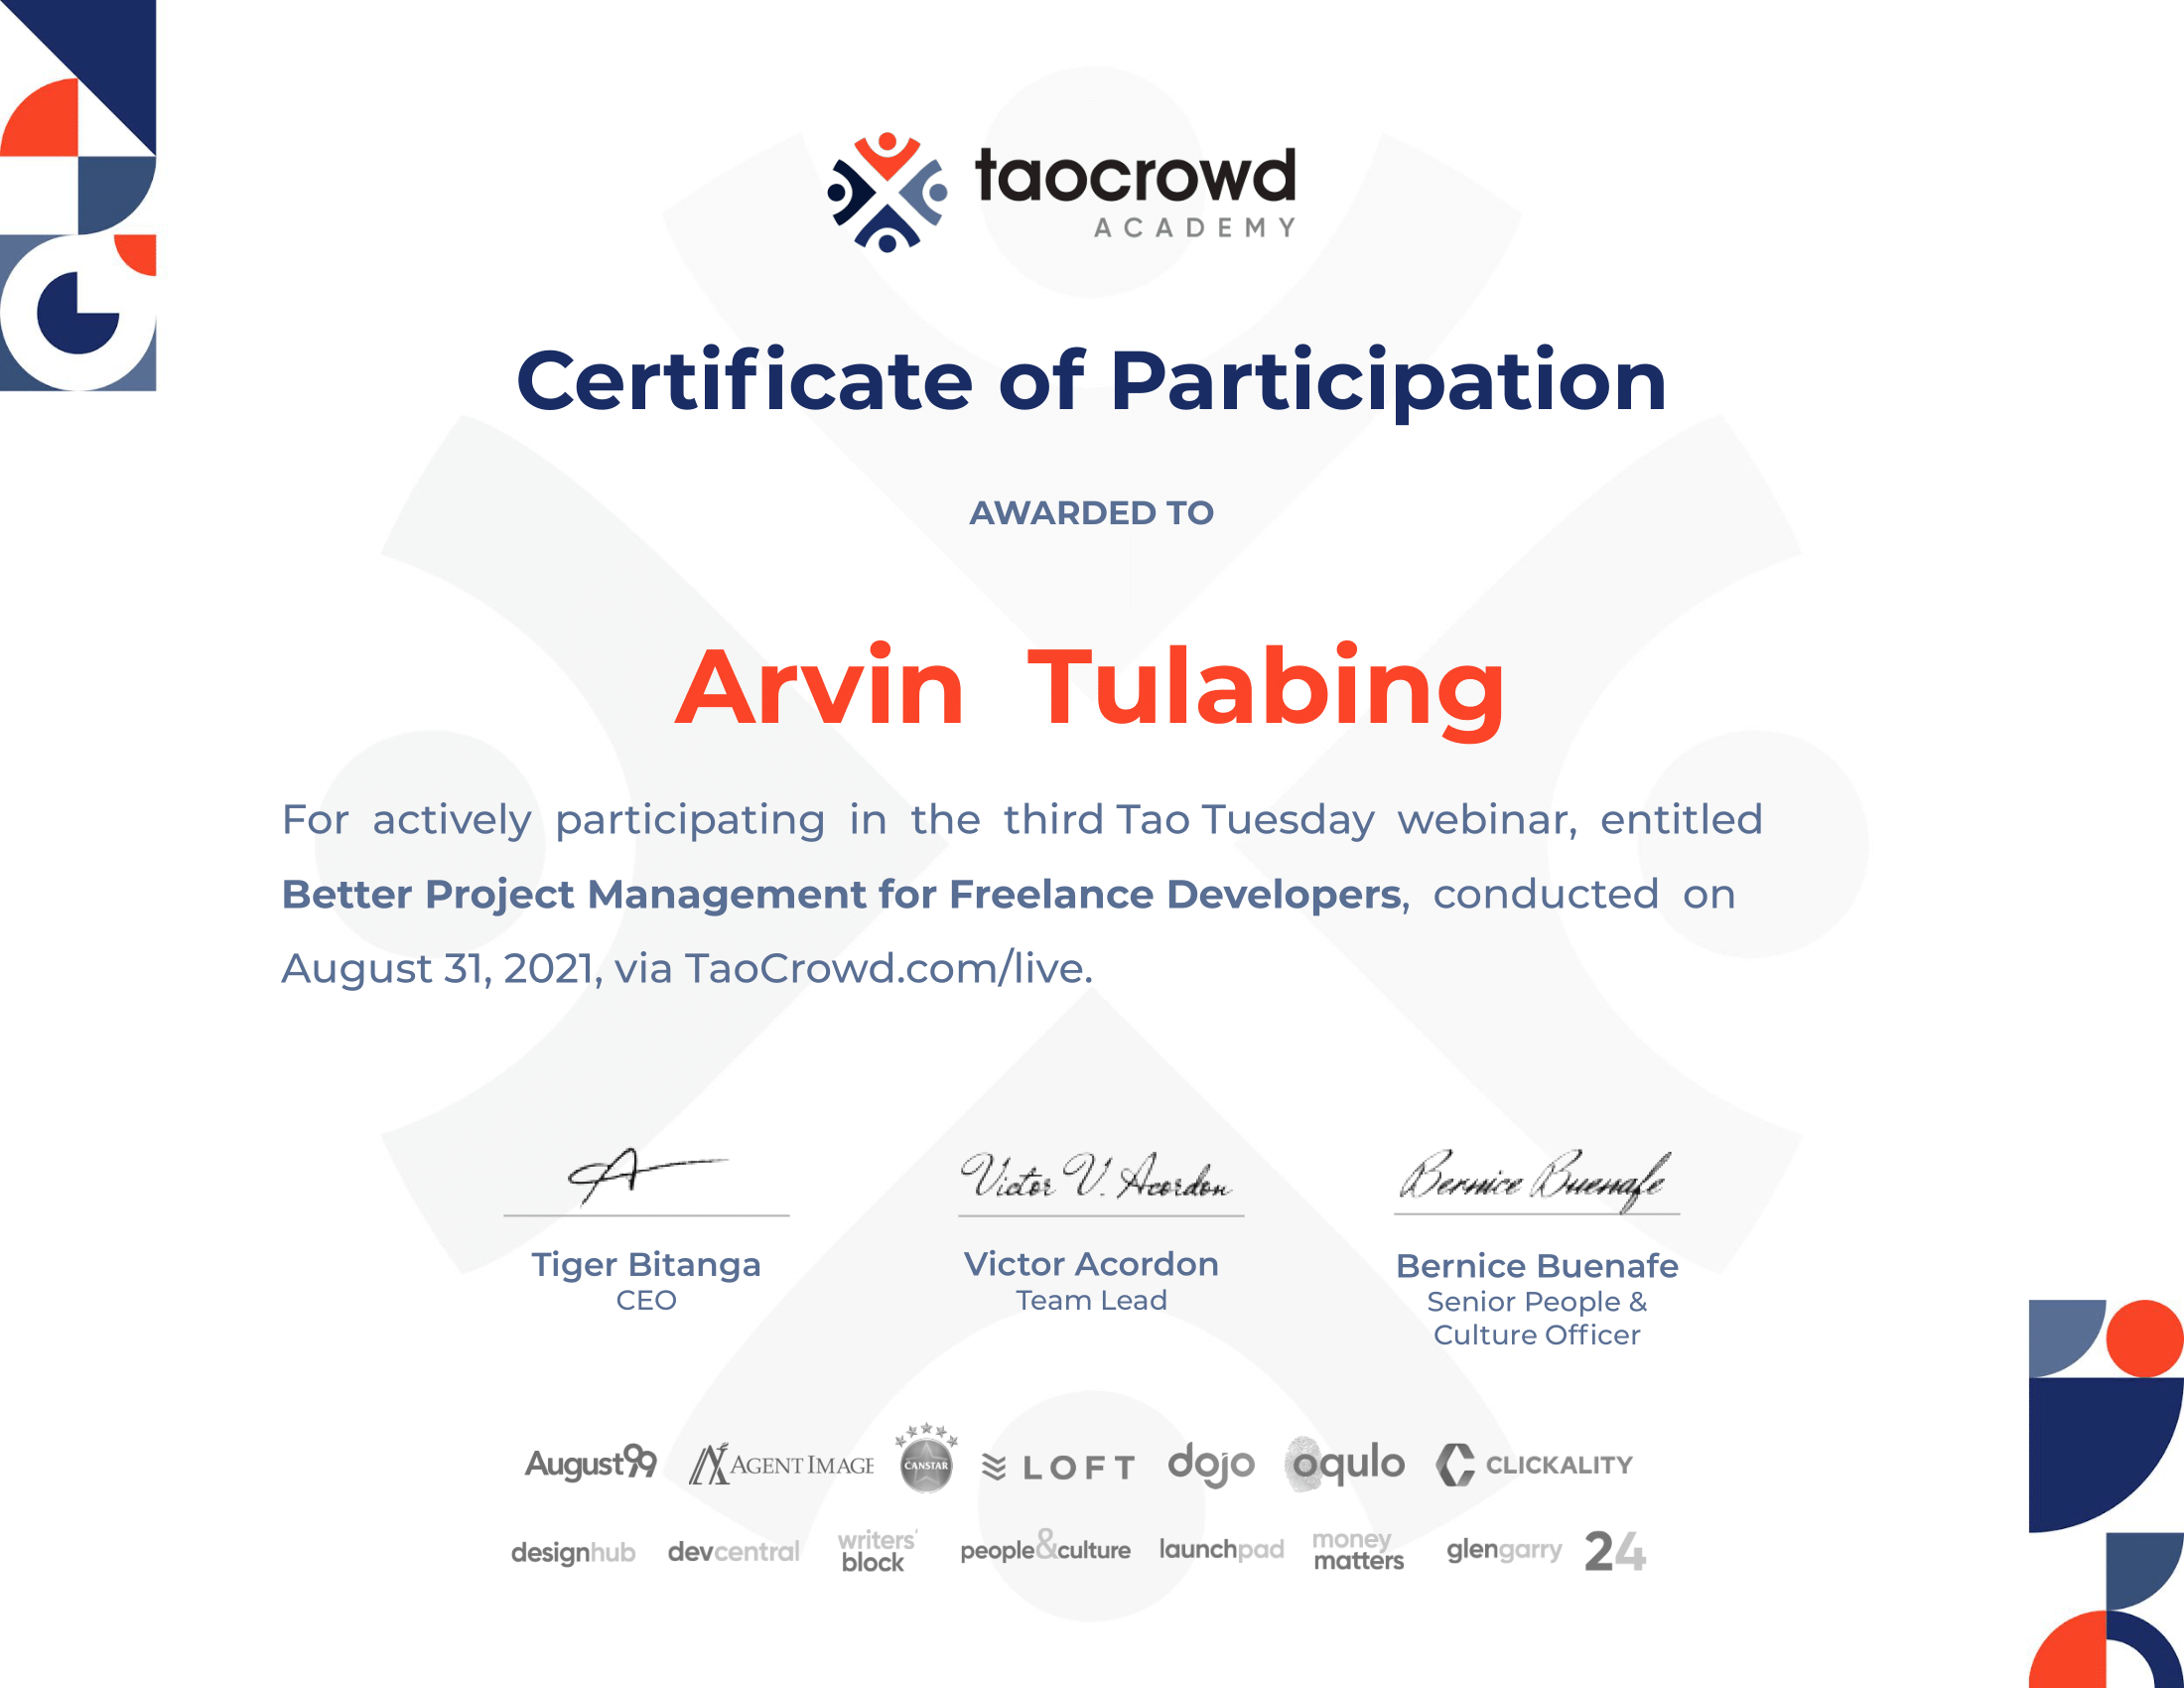 taocrowd
ACADEMY
Certificate of Participation
AWARDED TO
Arvin Tulabing
For actively participating in the third Tao Tuesday webinar, entitled
Better Project Management for Freelance Developers, conducted on
August 31, 2021, via TaoCrowd.com/live.
Victor V. Acordon
Bernice Buenafe
Tiger Bitanga
CEO
Victor Acordon
Team Lead
Bernice Buenafe
Senior People &
Culture Officer
August99 AGENT IMAGE CANSTAR LOFT dojo oqulo CLICKALITY
designhub devcentral writers' block people&culture launchpad money matters glengarry 24